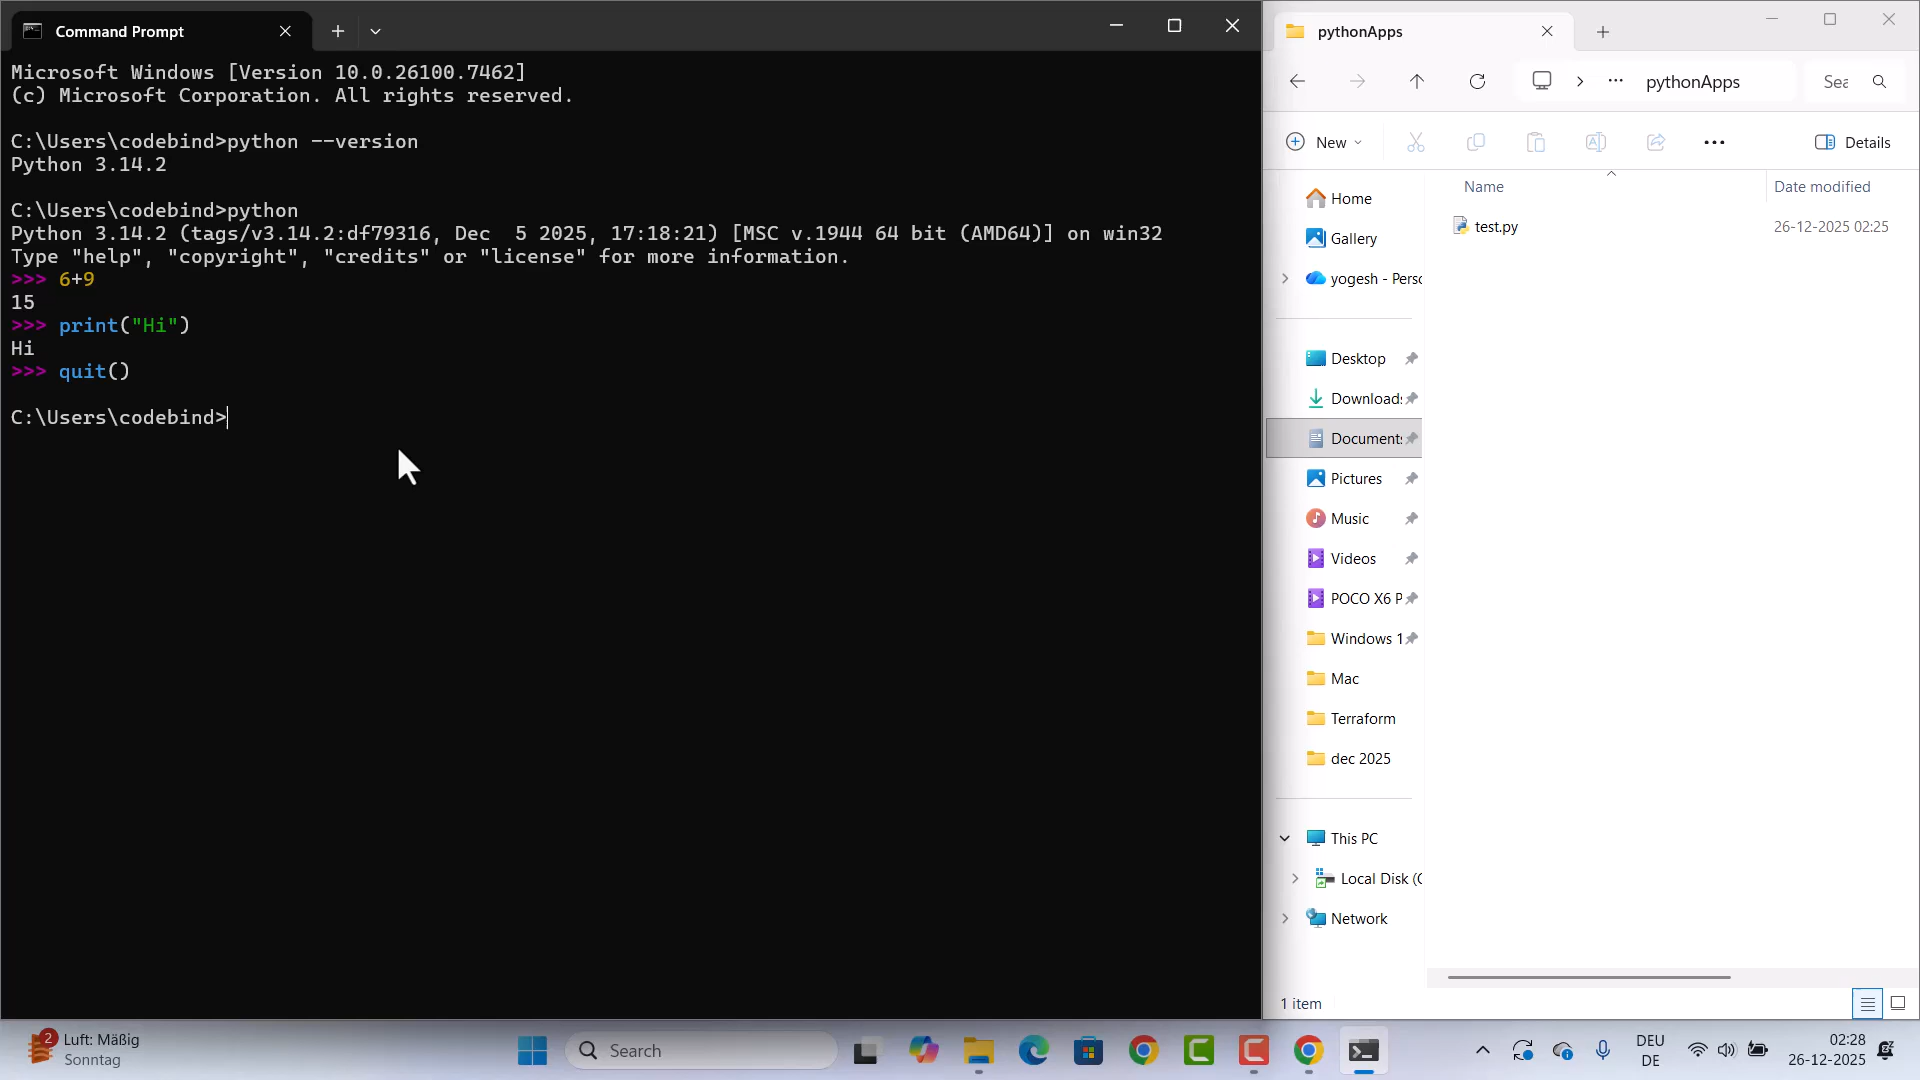 Command Prompt
Microsoft Windows [Version 10.0.26100.7462]
(c) Microsoft Corporation. All rights reserved.
C:\Users\codebind>python --version
Python 3.14.2
C:\Users\codebind>python
Python 3.14.2 (tags/v3.14.2:df79316, Dec  5 2025, 17:18:21) [MSC v.1944 64 bit (AMD64)] on win32
Type "help", "copyright", "credits" or "license" for more information.
>>> 6+9
15
>>> print("Hi")
Hi
>>> quit()
C:\Users\codebind>
pythonApps
pythonApps
Sea
New
Details
Name
Date modified
test.py
26-12-2025 02:25
Home
Gallery
yogesh - Perso
Desktop
Downloads
Documents
Pictures
Music
Videos
POCO X6 P
Windows 1
Mac
Terraform
dec 2025
This PC
Local Disk (C
Network
1 item
2
Luft: Mäßig
Sonntag
Search
DEU
DE
02:28
26-12-2025